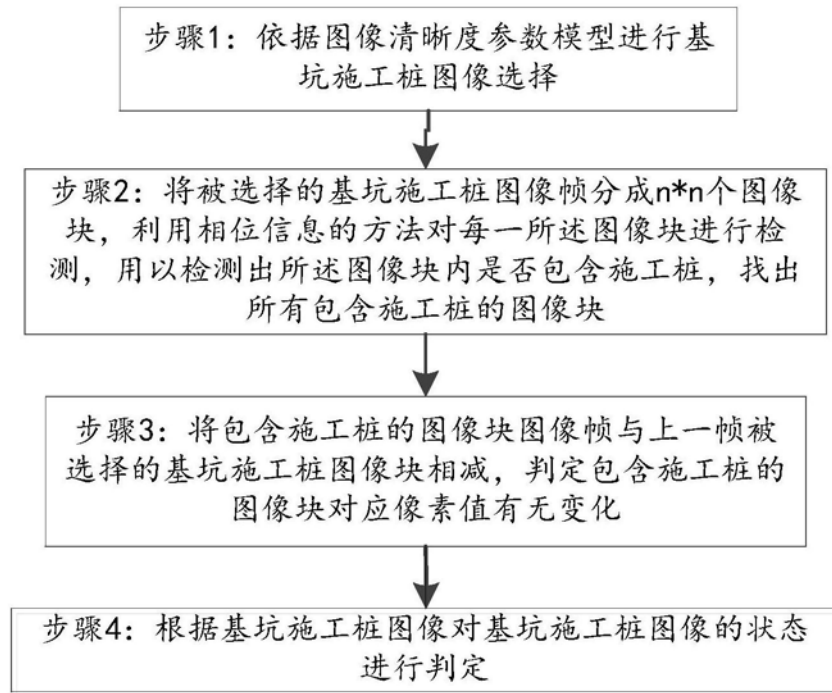 步骤1：依据图像清晰度参数模型进行基
坑施工桩图像选择
步骤2：将被选择的基坑施工桩图像帧分成n*n个图像
块，利用相位信息的方法对每一所述图像块进行检
测，用以检测出所述图像块内是否包含施工桩，找出
所有包含施工桩的图像块
步骤3：将包含施工桩的图像块图像帧与上一帧被
选择的基坑施工桩图像块相减，判定包含施工桩的
图像块对应像素值有无变化
步骤4：根据基坑施工桩图像对基坑施工桩图像的状态
进行判定